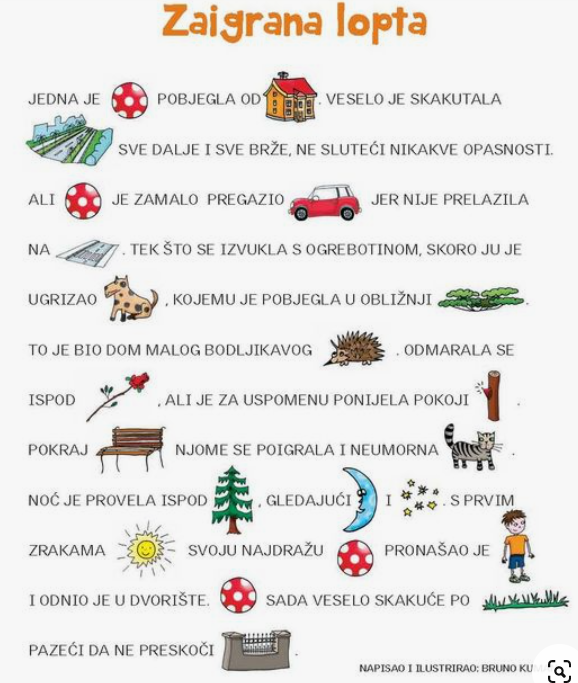 Zaigrana lopta
JEDNA JE POBJEGLA OD . VESELO JE SKAKUTALA
SVE DALJE I SVE BRŽE, NE SLUTEĆI NIKAKVE OPASNOSTI.
ALI JE ZAMALO PREGAZIO JER NIJE PRELAZILA
NA . TEK ŠTO SE IZVUKLA S OGREBOTINOM, SKORO JU JE
UGRIZAO , KOJEMU JE POBJEGLA U OBLIŽNJI .
TO JE BIO DOM MALOG BODLJIKAVOG . ODMARALA SE
ISPOD , ALI JE ZA USPOMENU PONIJELA POKOJI .
POKRAJ NJOME SE POIGRALA I NEUMORNA .
NOĆ JE PROVELA ISPOD , GLEDAJUĆI I . S PRVIM
ZRAKAMA SVOJU NAJDRAŽU PRONAŠAO JE
I ODNIO JE U DVORIŠTE. SADA VESELO SKAKUĆE PO
PAZEĆI DA NE PRESKOČI .
NAPISAO I ILUSTRIRAO: BRUNO